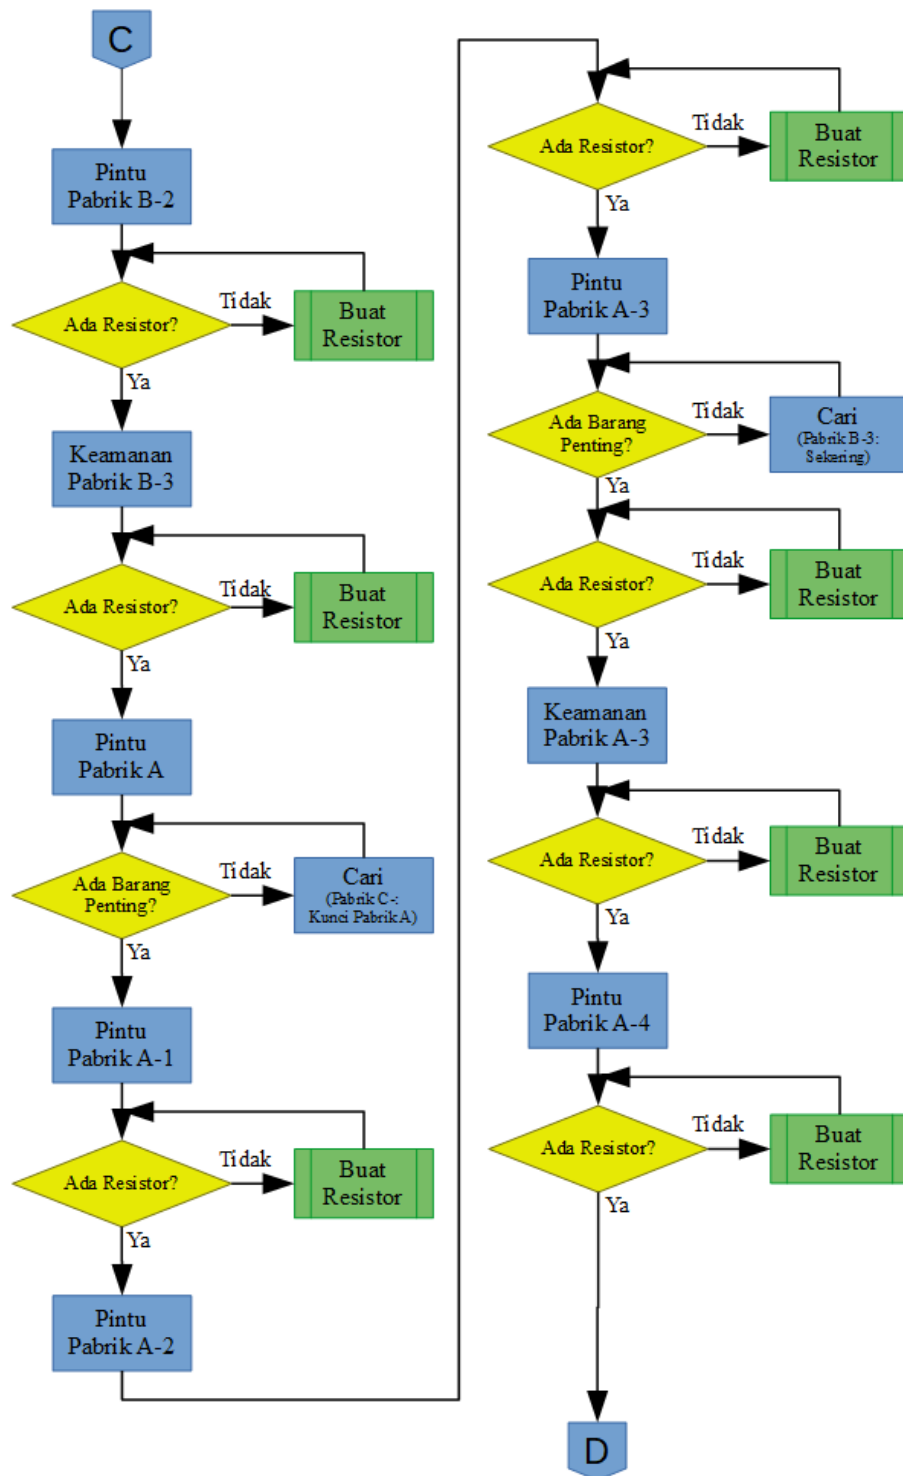 C
Pintu
Pabrik B-2
Ada Resistor?
Tidak
Buat
Resistor
Ya
Keamanan
Pabrik B-3
Ada Resistor?
Tidak
Buat
Resistor
Ya
Pintu
Pabrik A
Ada Barang
Penting?
Tidak
Cari
(Pabrik C-:
Kunci Pabrik A)
Ya
Pintu
Pabrik A-1
Ada Resistor?
Tidak
Buat
Resistor
Ya
Pintu
Pabrik A-2
Ada Resistor?
Tidak
Buat
Resistor
Ya
Pintu
Pabrik A-3
Ada Barang
Penting?
Tidak
Cari
(Pabrik B-3:
Sekering)
Ya
Ada Resistor?
Tidak
Buat
Resistor
Ya
Keamanan
Pabrik A-3
Ada Resistor?
Tidak
Buat
Resistor
Ya
Pintu
Pabrik A-4
Ada Resistor?
Tidak
Buat
Resistor
Ya
D